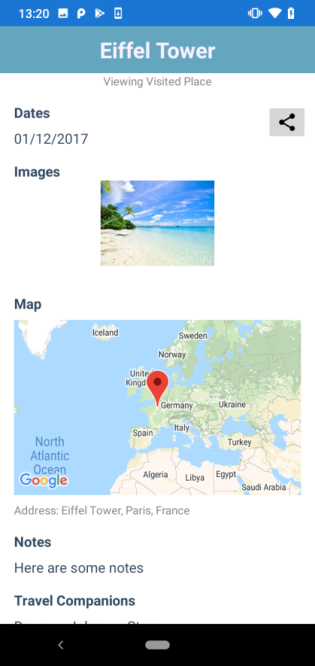 13:20
Eiffel Tower
Viewing Visited Place
Dates
01/12/2017
Images
Map
Iceland
Sweden
Norway
United
Kingd
Germany
Ukraine
Spain
Italy
Turkey
North
Atlantic
Ocean
Algeria
Libya
Egypt
Saudi Arabia
Google
Address: Eiffel Tower, Paris, France
Notes
Here are some notes
Travel Companions